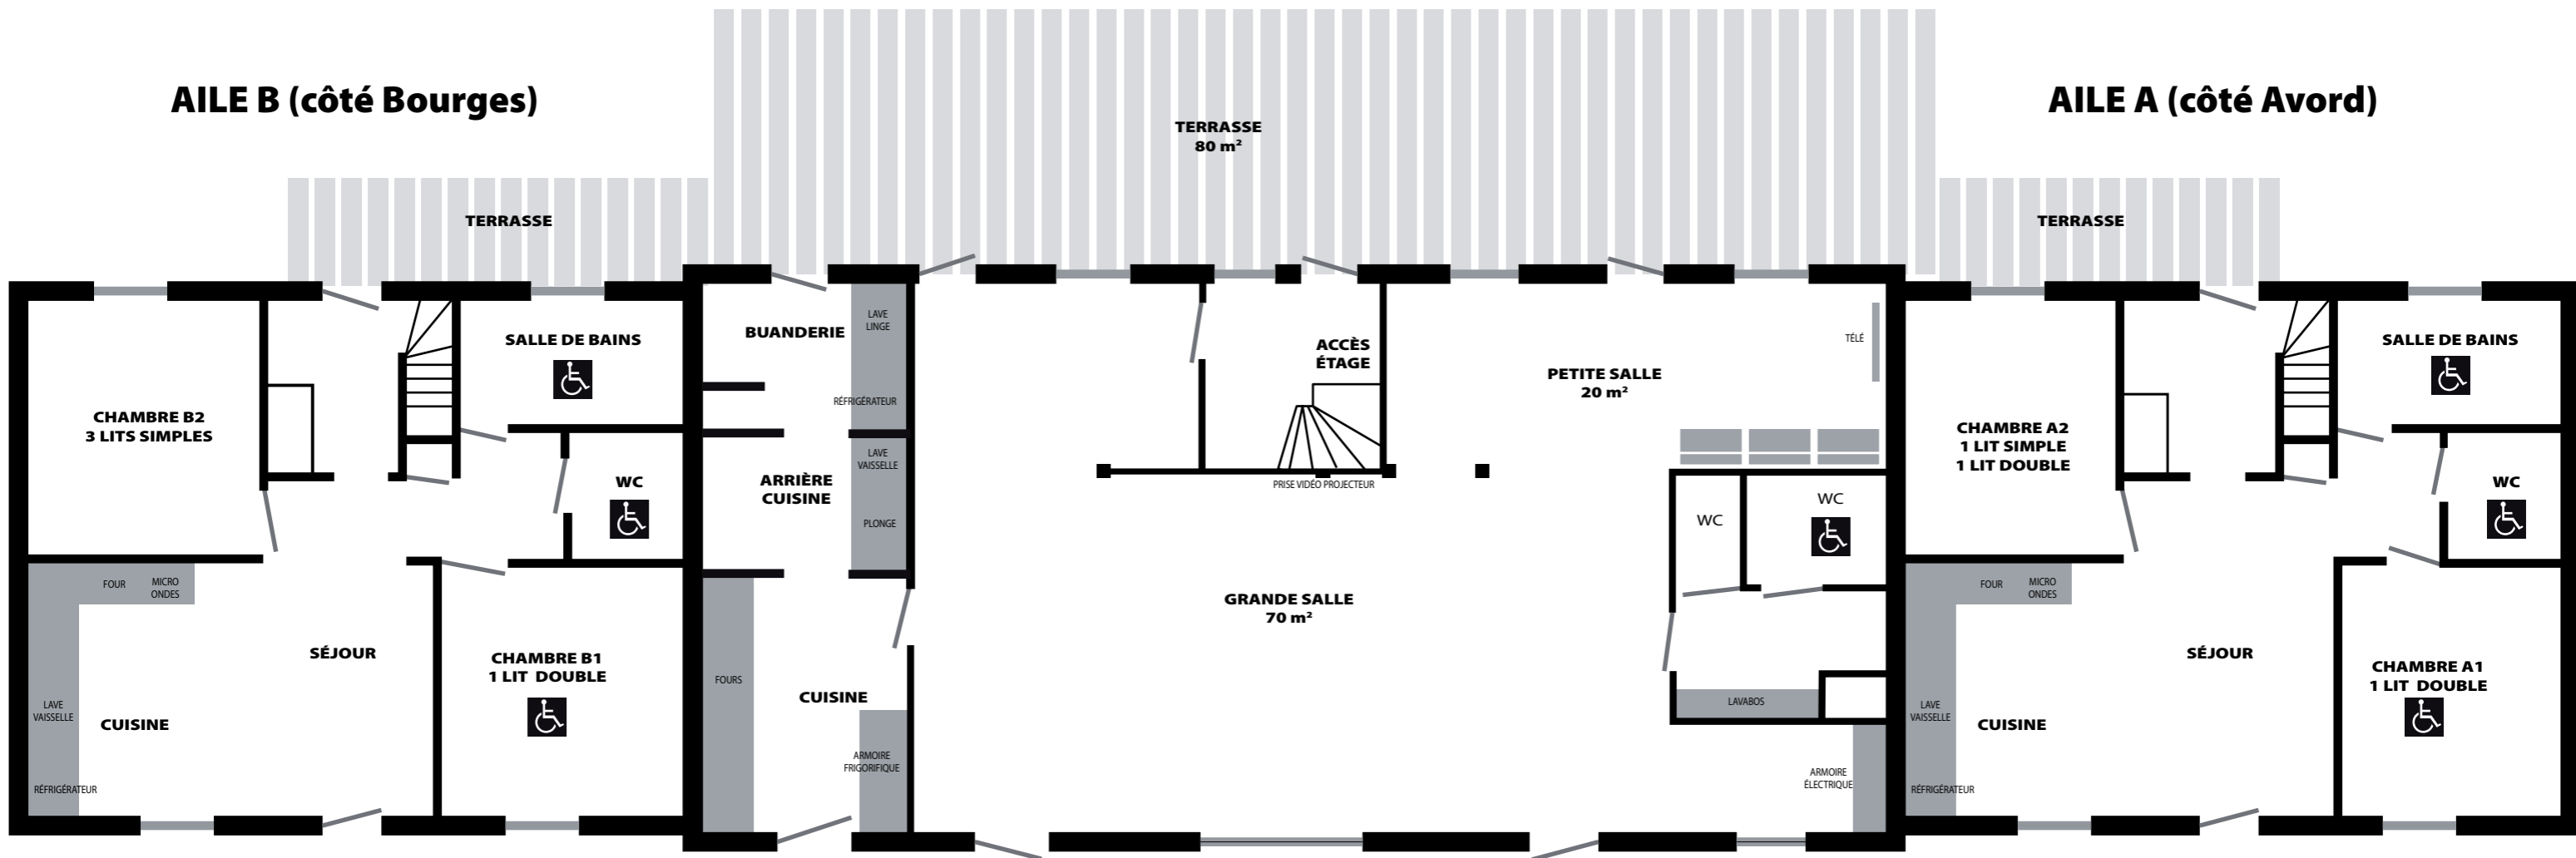 AILE B (côté Bourges)
AILE A (côté Avord)
TERRASSE
80 m²
TERRASSE
TERRASSE
CHAMBRE B2
3 LITS SIMPLES
SALLE DE BAINS
WC
FOUR
MICRO
ONDES
LAVE
VAISSELLE
RÉFRIGÉRATEUR
CUISINE
SÉJOUR
CHAMBRE B1
1 LIT DOUBLE
BUANDERIE
LAVE
LINGE
RÉFRIGÉRATEUR
ARRIÈRE
CUISINE
LAVE
VAISSELLE
PLONGE
FOURS
CUISINE
ARMOIRE
FRIGORIFIQUE
ACCÈS
ÉTAGE
PRISE VIDÉO PROJECTEUR
GRANDE SALLE
70 m²
PETITE SALLE
20 m²
TÉLÉ
WC
WC
LAVABOS
ARMOIRE
ÉLECTRIQUE
CHAMBRE A2
1 LIT SIMPLE
1 LIT DOUBLE
SALLE DE BAINS
WC
FOUR
MICRO
ONDES
LAVE
VAISSELLE
RÉFRIGÉRATEUR
CUISINE
SÉJOUR
CHAMBRE A1
1 LIT DOUBLE